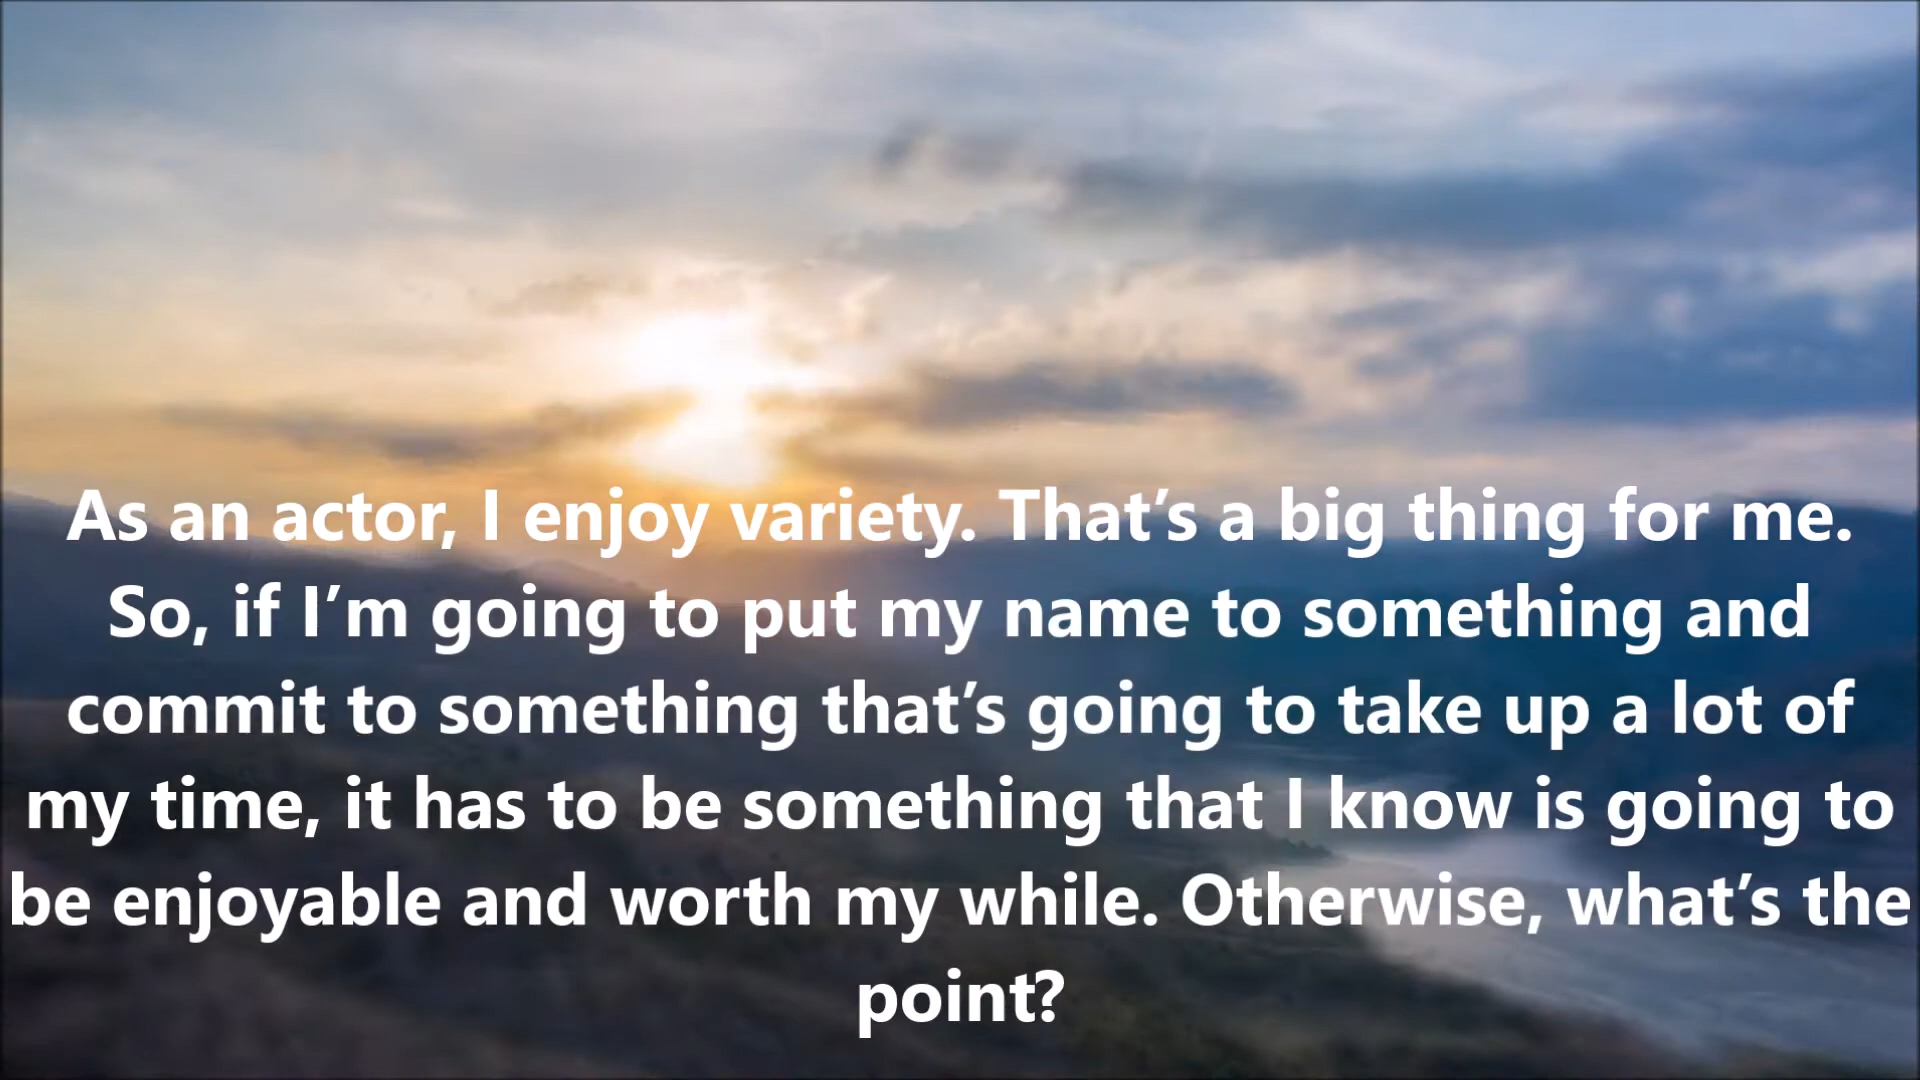 As an actor, I enjoy variety. That’s a big thing for me.
So, if I’m going to put my name to something and
commit to something that’s going to take up a lot of
my time, it has to be something that I know is going to
be enjoyable and worth my while. Otherwise, what’s the
point?